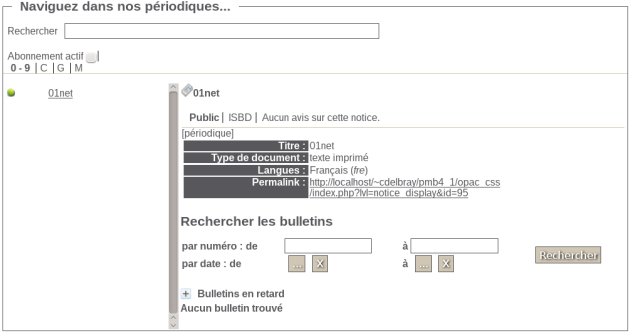 Naviguez dans nos périodiques...
Rechercher
Abonnement actif
0 - 9 | C | G | M
01net
01net
Public | ISBD | Aucun avis sur cette notice.
[périodique]
Titre : 01net
Type de document : texte imprimé
Langues : Français (fre)
Permalink : http://localhost/~cdelbray/pmb4_1/opac_css
/index.php?lvl=notice_display&id=95
Rechercher les bulletins
par numéro : de à
par date : de ... X à ... X
Rechercher
Bulletins en retard
Aucun bulletin trouvé